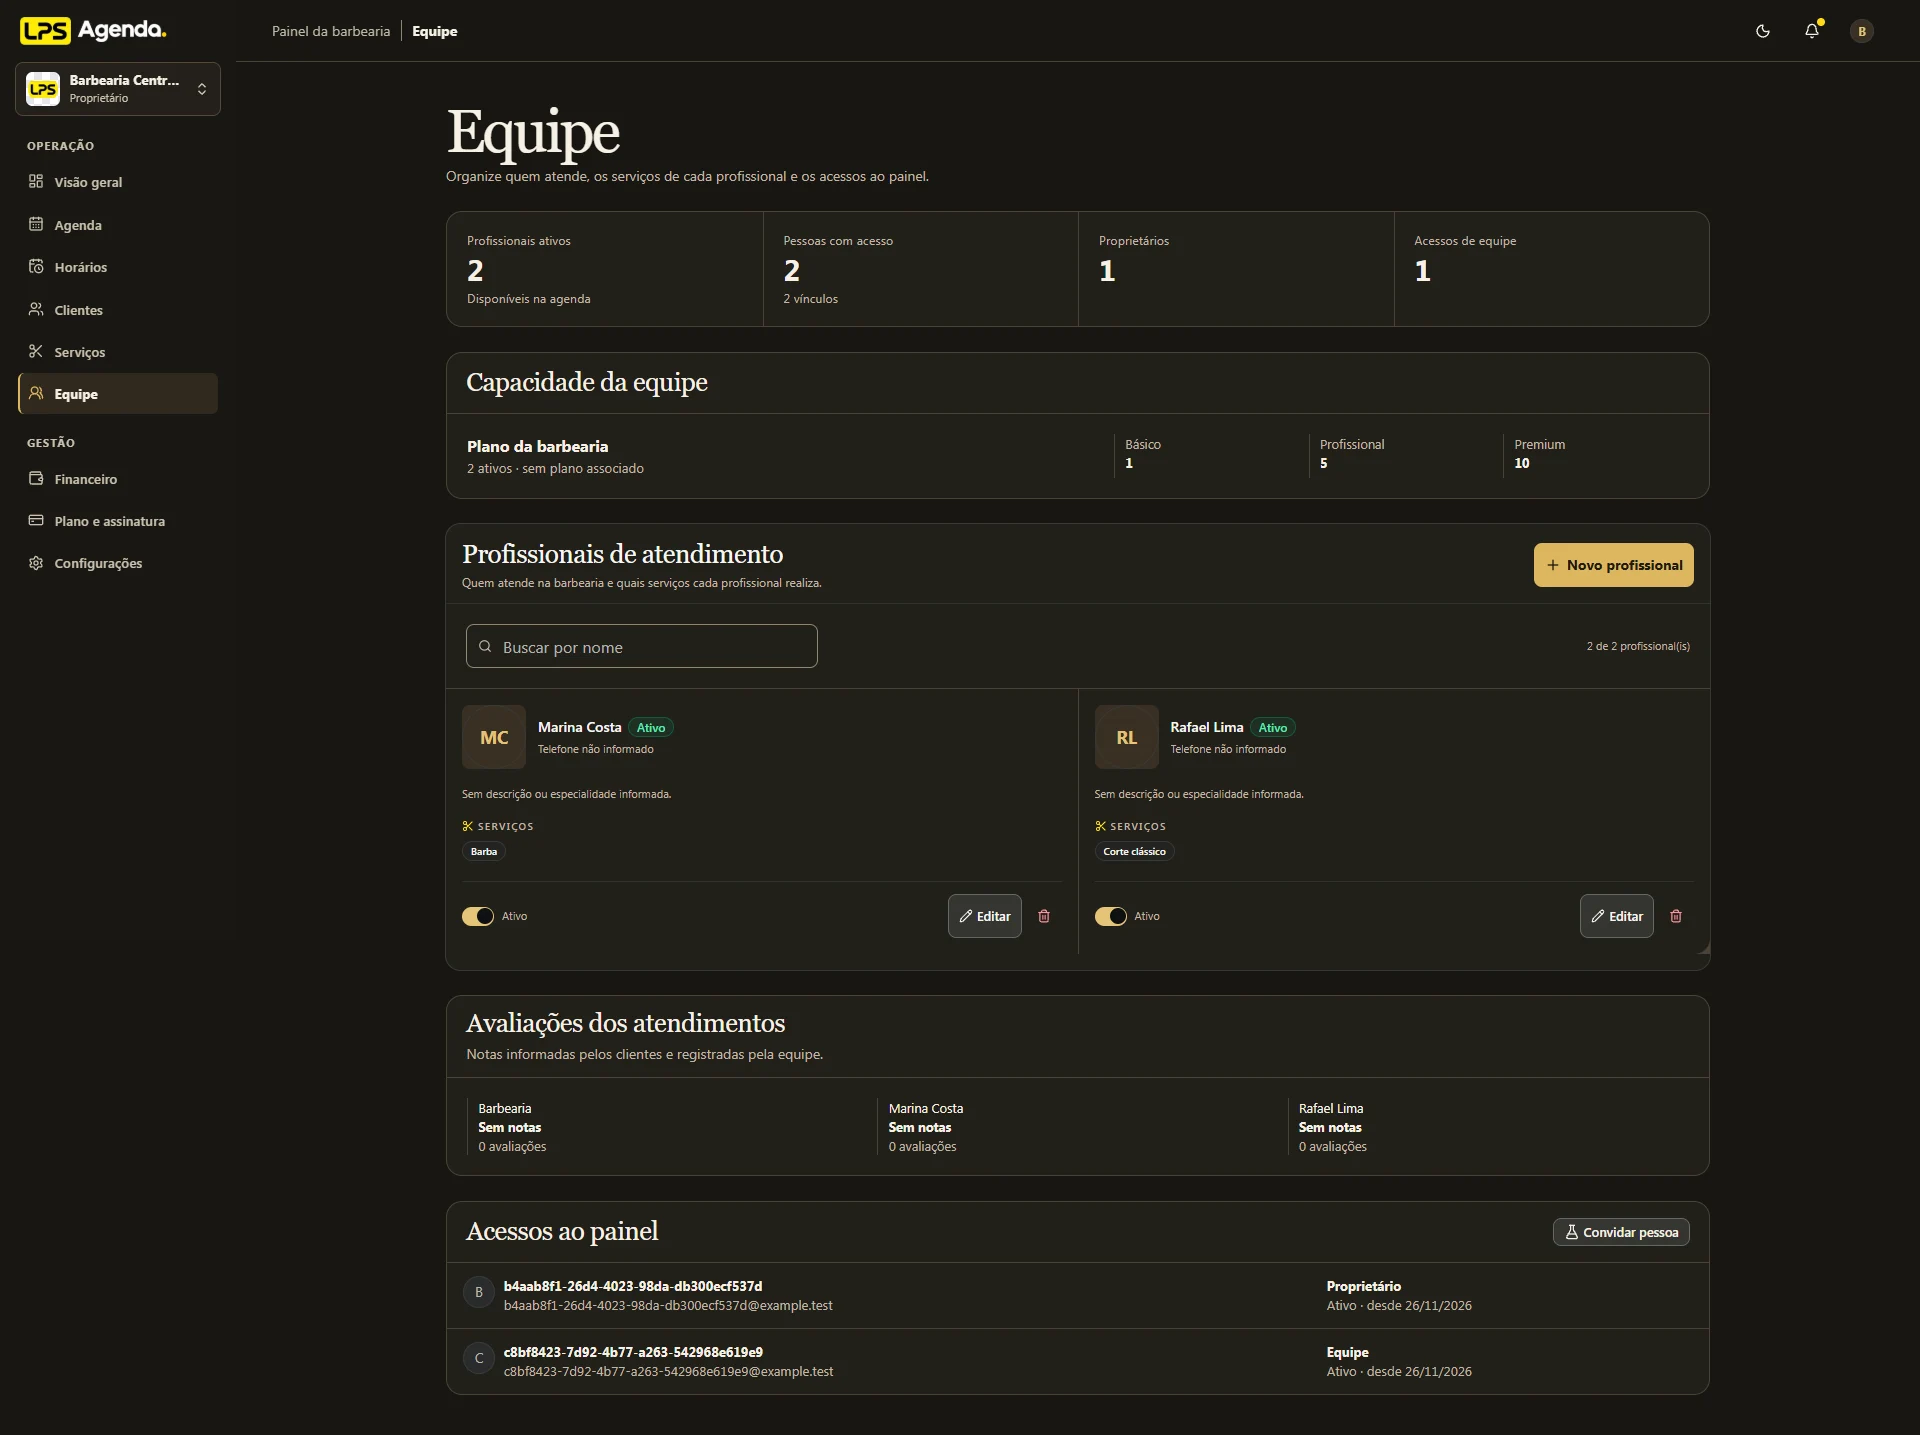 LPS Agenda.
LPS
Barbearia Centr...
Proprietário
OPERAÇÃO
Visão geral
Agenda
Horários
Clientes
Serviços
Equipe
GESTÃO
Financeiro
Plano e assinatura
Configurações
Painel da barbearia | Equipe
B
Equipe
Organize quem atende, os serviços de cada profissional e os acessos ao painel.
Profissionais ativos
2
Disponíveis na agenda
Pessoas com acesso
2
2 vínculos
Proprietários
1
Acessos de equipe
1
Capacidade da equipe
Plano da barbearia
2 ativos · sem plano associado
Básico
1
Profissional
5
Premium
10
Profissionais de atendimento
Quem atende na barbearia e quais serviços cada profissional realiza.
+ Novo profissional
Buscar por nome
2 de 2 profissional(is)
MC
Marina Costa Ativo
Telefone não informado
Sem descrição ou especialidade informada.
SERVIÇOS
Barba
Ativo
Editar
RL
Rafael Lima Ativo
Telefone não informado
Sem descrição ou especialidade informada.
SERVIÇOS
Corte clássico
Ativo
Editar
Avaliações dos atendimentos
Notas informadas pelos clientes e registradas pela equipe.
Barbearia
Sem notas
0 avaliações
Marina Costa
Sem notas
0 avaliações
Rafael Lima
Sem notas
0 avaliações
Acessos ao painel
Convidar pessoa
B
b4aab8f1-26d4-4023-98da-db300ecf537d
b4aab8f1-26d4-4023-98da-db300ecf537d@example.test
Proprietário
Ativo · desde 26/11/2026
C
c8bf8423-7d92-4b77-a263-542968e619e9
c8bf8423-7d92-4b77-a263-542968e619e9@example.test
Equipe
Ativo · desde 26/11/2026